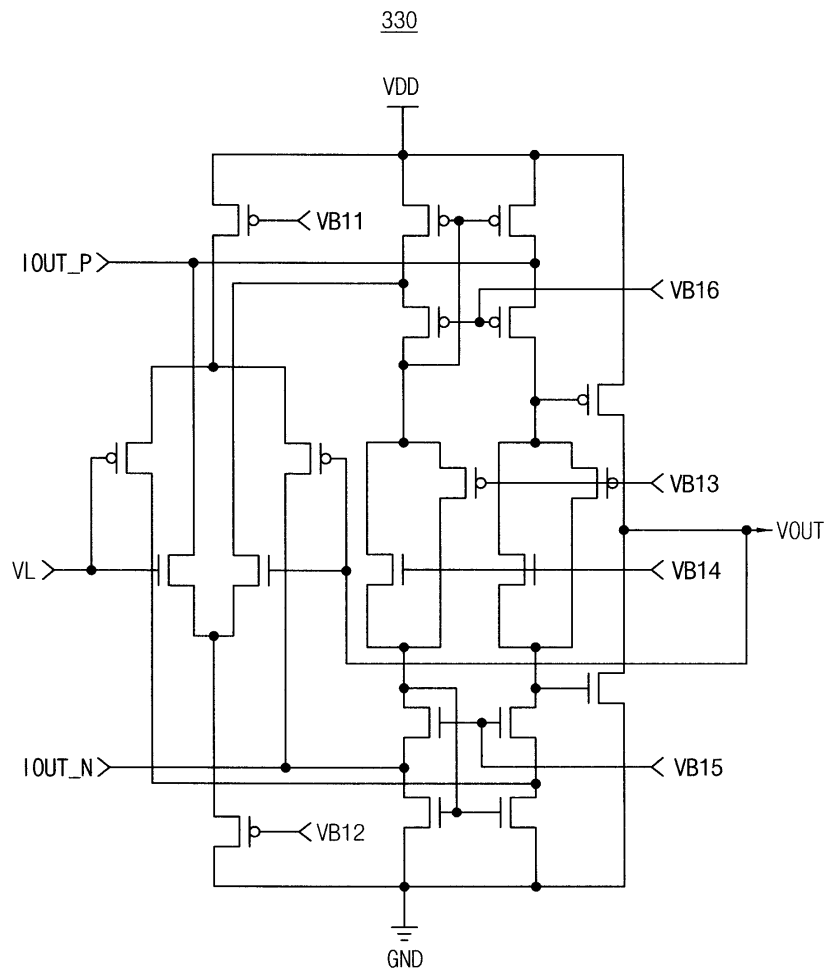 330
VDD
VB11
IOUT_P
VB16
VB13
VOUT
VL
VB14
IOUT_N
VB15
VB12
GND